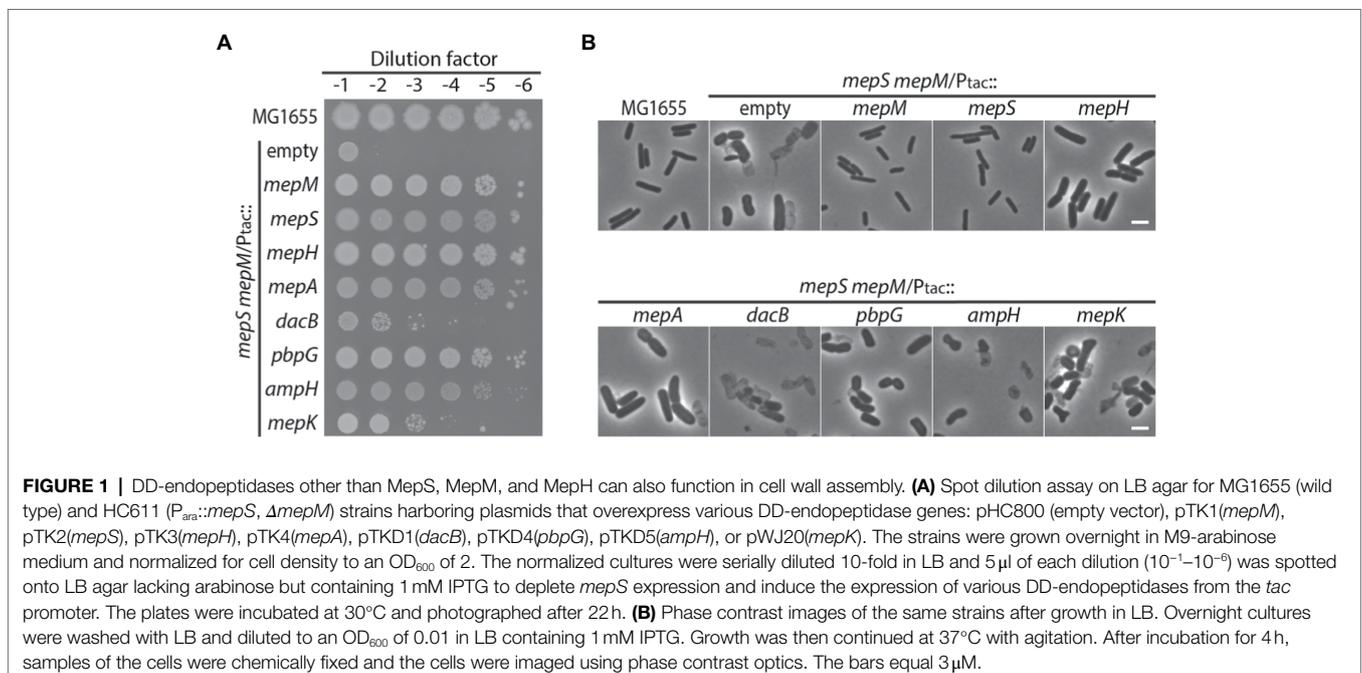 A
B
Dilution factor
-1 -2 -3 -4 -5 -6
MG1655
empty
mepM
mepS
mepH
mepA
dacB
pbpG
ampH
mepK
mepS mepM/Ptac::
mepS mepM/Ptac::
MG1655 empty mepM mepS mepH
mepS mepM/Ptac::
mepA dacB pbpG ampH mepK
FIGURE 1 | DD-endopeptidases other than MepS, MepM, and MepH can also function in cell wall assembly. (A) Spot dilution assay on LB agar for MG1655 (wild
type) and HC611 (Para::mepS, ΔmepM) strains harboring plasmids that overexpress various DD-endopeptidase genes: pHC800 (empty vector), pTK1(mepM),
pTK2(mepS), pTK3(mepH), pTK4(mepA), pTKD1(dacB), pTKD4(pbpG), pTKD5(ampH), or pWJ20(mepK). The strains were grown overnight in M9-arabinose
medium and normalized for cell density to an OD600 of 2. The normalized cultures were serially diluted 10-fold in LB and 5 μl of each dilution (10−1–10−6) was spotted
onto LB agar lacking arabinose but containing 1 mM IPTG to deplete mepS expression and induce the expression of various DD-endopeptidases from the tac
promoter. The plates were incubated at 30°C and photographed after 22 h. (B) Phase contrast images of the same strains after growth in LB. Overnight cultures
were washed with LB and diluted to an OD600 of 0.01 in LB containing 1 mM IPTG. Growth was then continued at 37°C with agitation. After incubation for 4 h,
samples of the cells were chemically fixed and the cells were imaged using phase contrast optics. The bars equal 3 μM.